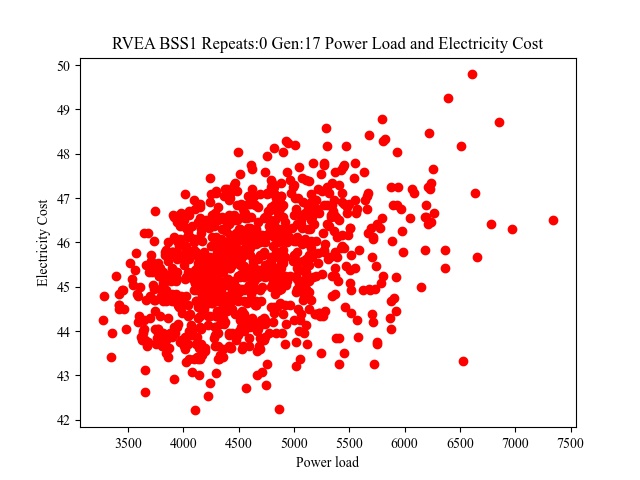 RVEA BSS1 Repeats:0 Gen:17 Power Load and Electricity Cost
50
49
48
47
46
45
44
43
42
Electricity Cost
3500 4000 4500 5000 5500 6000 6500 7000 7500
Power load